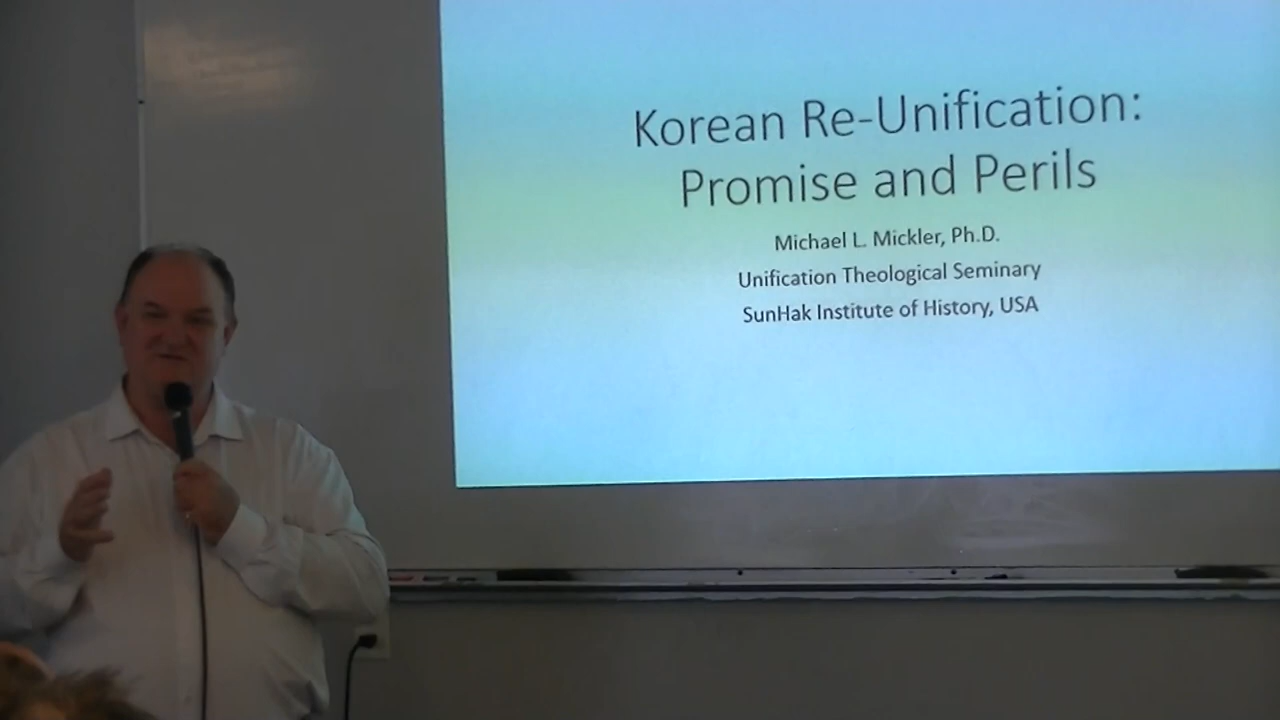 Korean Re-Unification:
Promise and Perils
Michael L. Mickler, Ph.D.
Unification Theological Seminary
SunHak Institute of History, USA